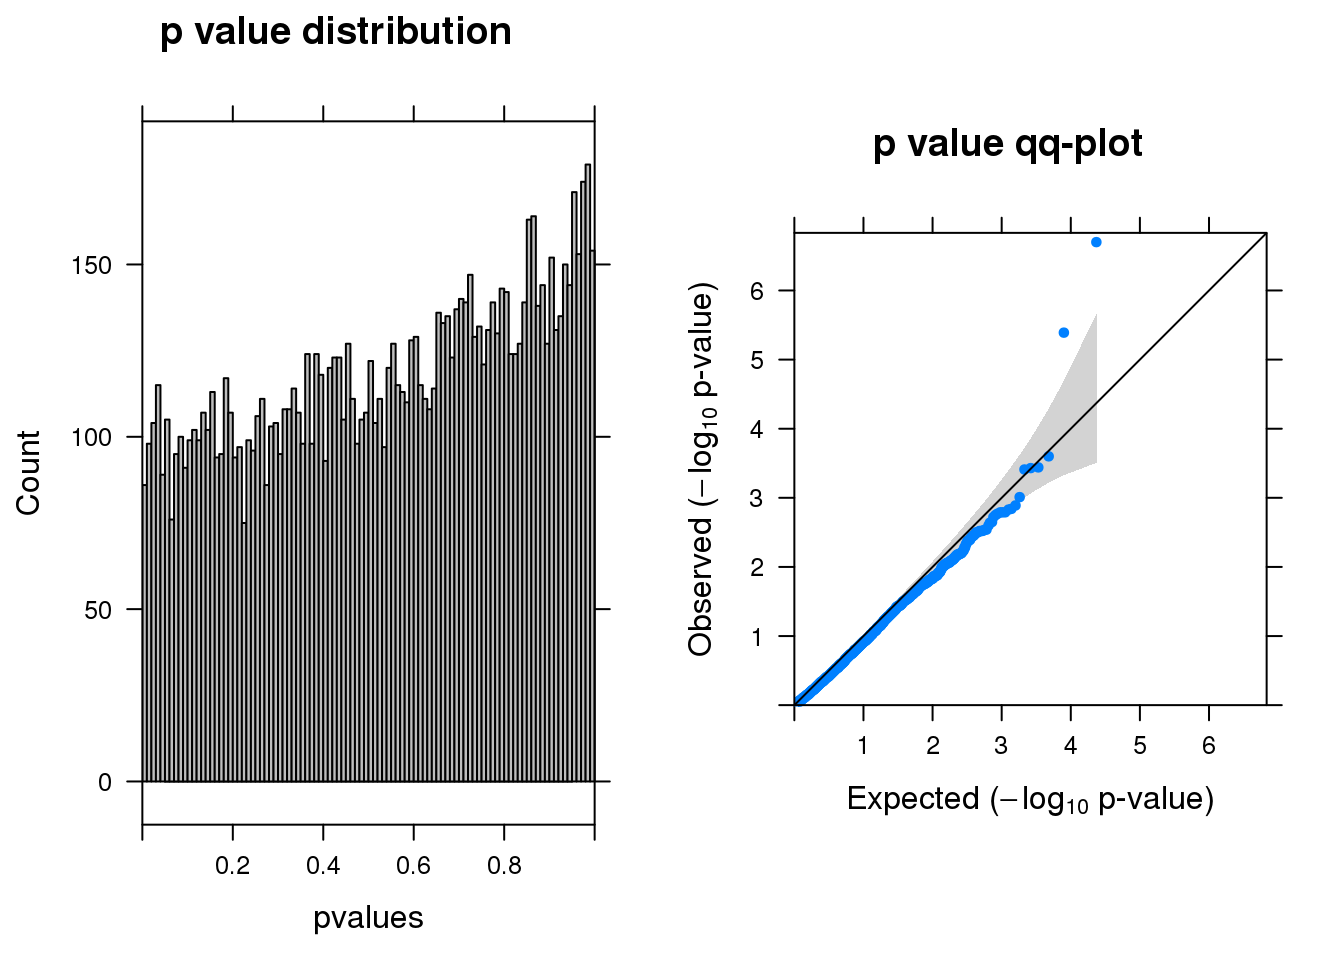 p value distribution
Count
150
100
50
0
0.2 0.4 0.6 0.8
pvalues
p value qq-plot
Observed (−log₁₀ p-value)
6
5
4
3
2
1
1 2 3 4 5 6
Expected (−log₁₀ p-value)